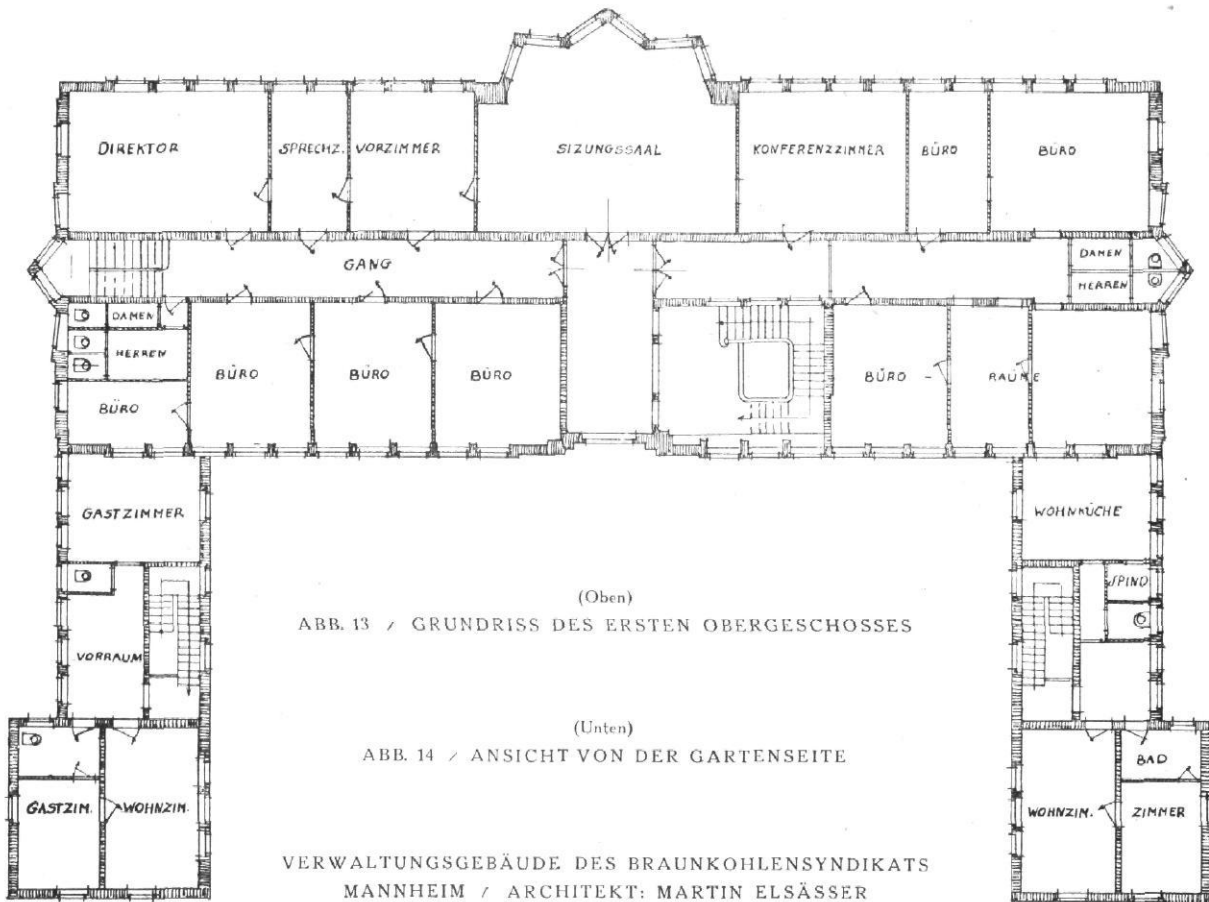 DIREKTOR
SPRECHZ.
VORZIMMER
SIZUNGSSAAL
KONFERENZZIMMER
BÜRO
BÜRO
GANG
DAMEN
HERREN
DAMEN
HERREN
BÜRO
BÜRO
BÜRO
BÜRO
BÜRO -
RÄUME
GASTZIMMER
WOHNKÜCHE
SPIND
VORRAUM
(Oben)
ABB. 13 / GRUNDRISS DES ERSTEN OBERGESCHOSSES
(Unten)
ABB. 14 / ANSICHT VON DER GARTENSEITE
GASTZIM.
WOHNZIM.
WOHNZIM.
BAD
ZIMMER
VERWALTUNGSGEBÄUDE DES BRAUNKOHLENSYNDIKATS
MANNHEIM / ARCHITEKT: MARTIN ELSÄSSER